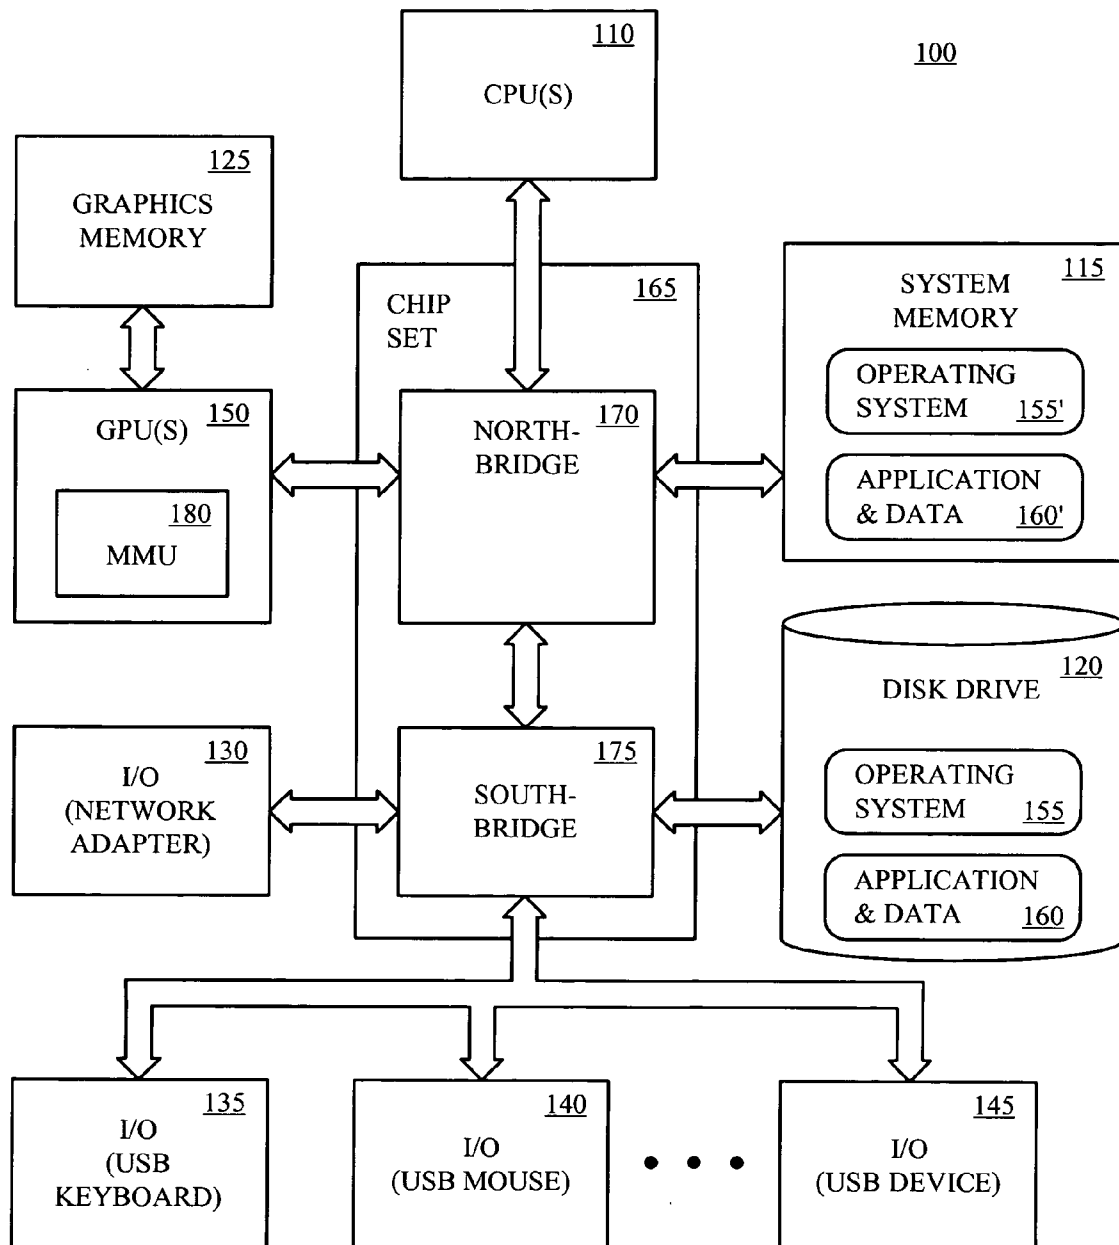 110
CPU(S)
100
125
GRAPHICS
MEMORY
165
CHIP
SET
115
SYSTEM
MEMORY
OPERATING
SYSTEM
155'
APPLICATION
& DATA
160'
150
GPU(S)
180
MMU
170
NORTH-
BRIDGE
120
DISK DRIVE
OPERATING
SYSTEM
155
APPLICATION
& DATA
160
130
I/O
(NETWORK
ADAPTER)
175
SOUTH-
BRIDGE
135
I/O
(USB
KEYBOARD)
140
I/O
(USB MOUSE)
145
I/O
(USB DEVICE)